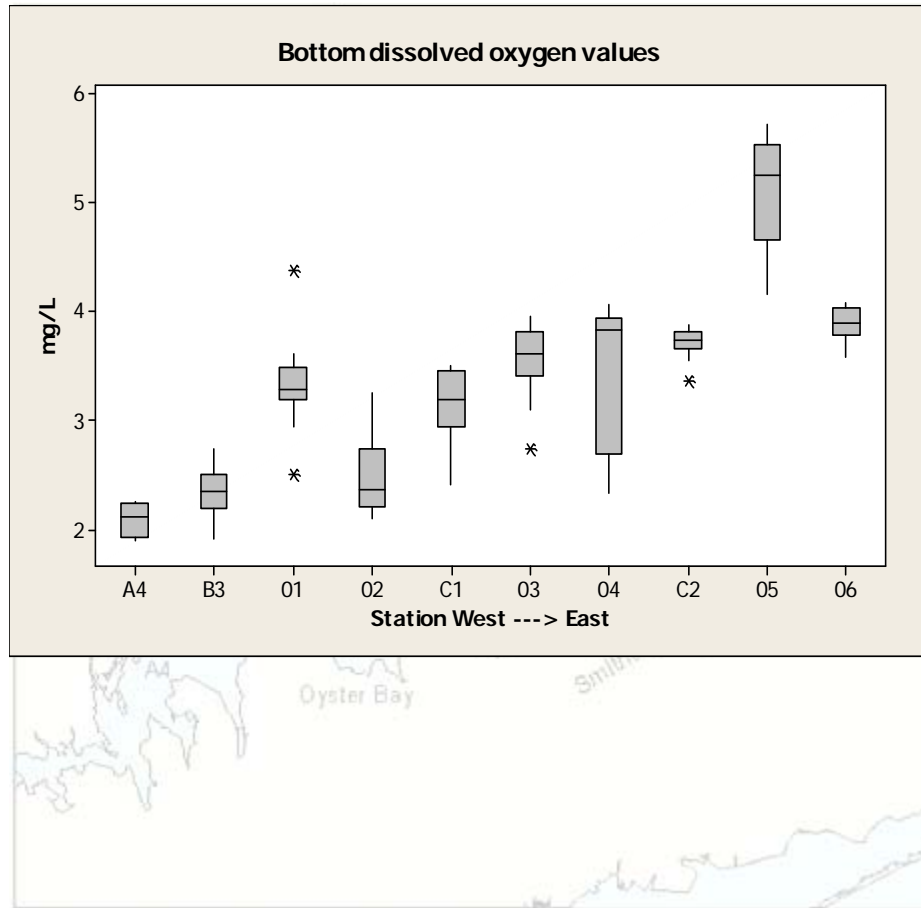 Bottom dissolved oxygen values
6
5
4
3
2
mg/L
A4 B3 01 02 C1 03 04 C2 05 06
Station West ---> East
A4
Oyster Bay